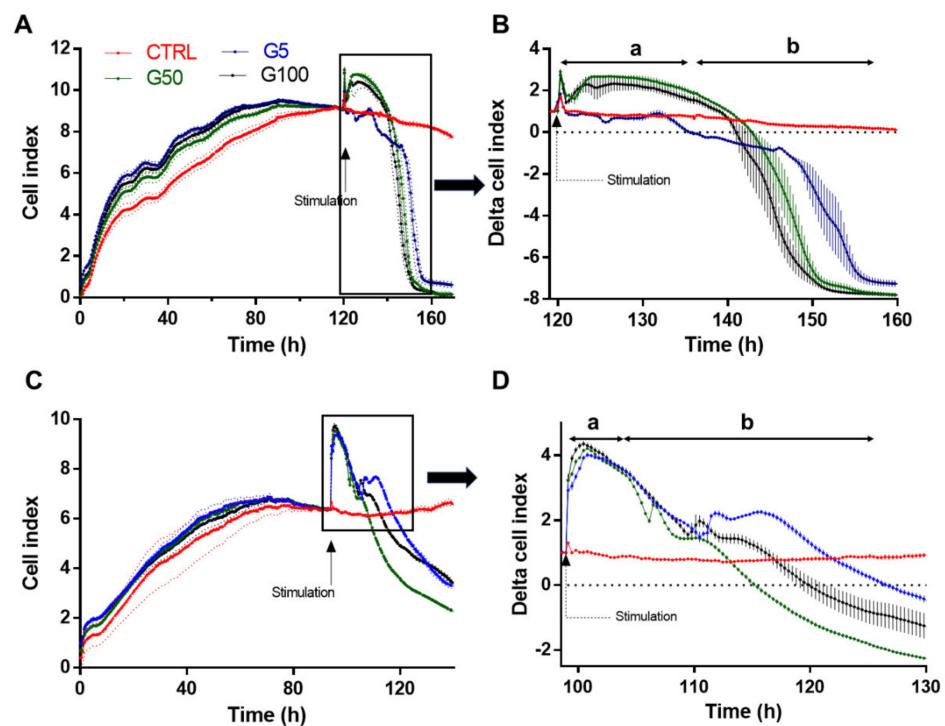 A
CTRL
G5
G50
G100
Cell index
12
10
8
6
4
2
0
Stimulation
0
40
80
120
160
Time (h)
B
a
b
Delta cell index
4
2
0
-2
-4
-6
-8
Stimulation
120
130
140
150
160
Time (h)
C
Cell index
10
8
6
4
2
0
Stimulation
0
40
80
120
Time (h)
D
a
b
Delta cell index
4
2
0
-2
Stimulation
100
110
120
130
Time (h)